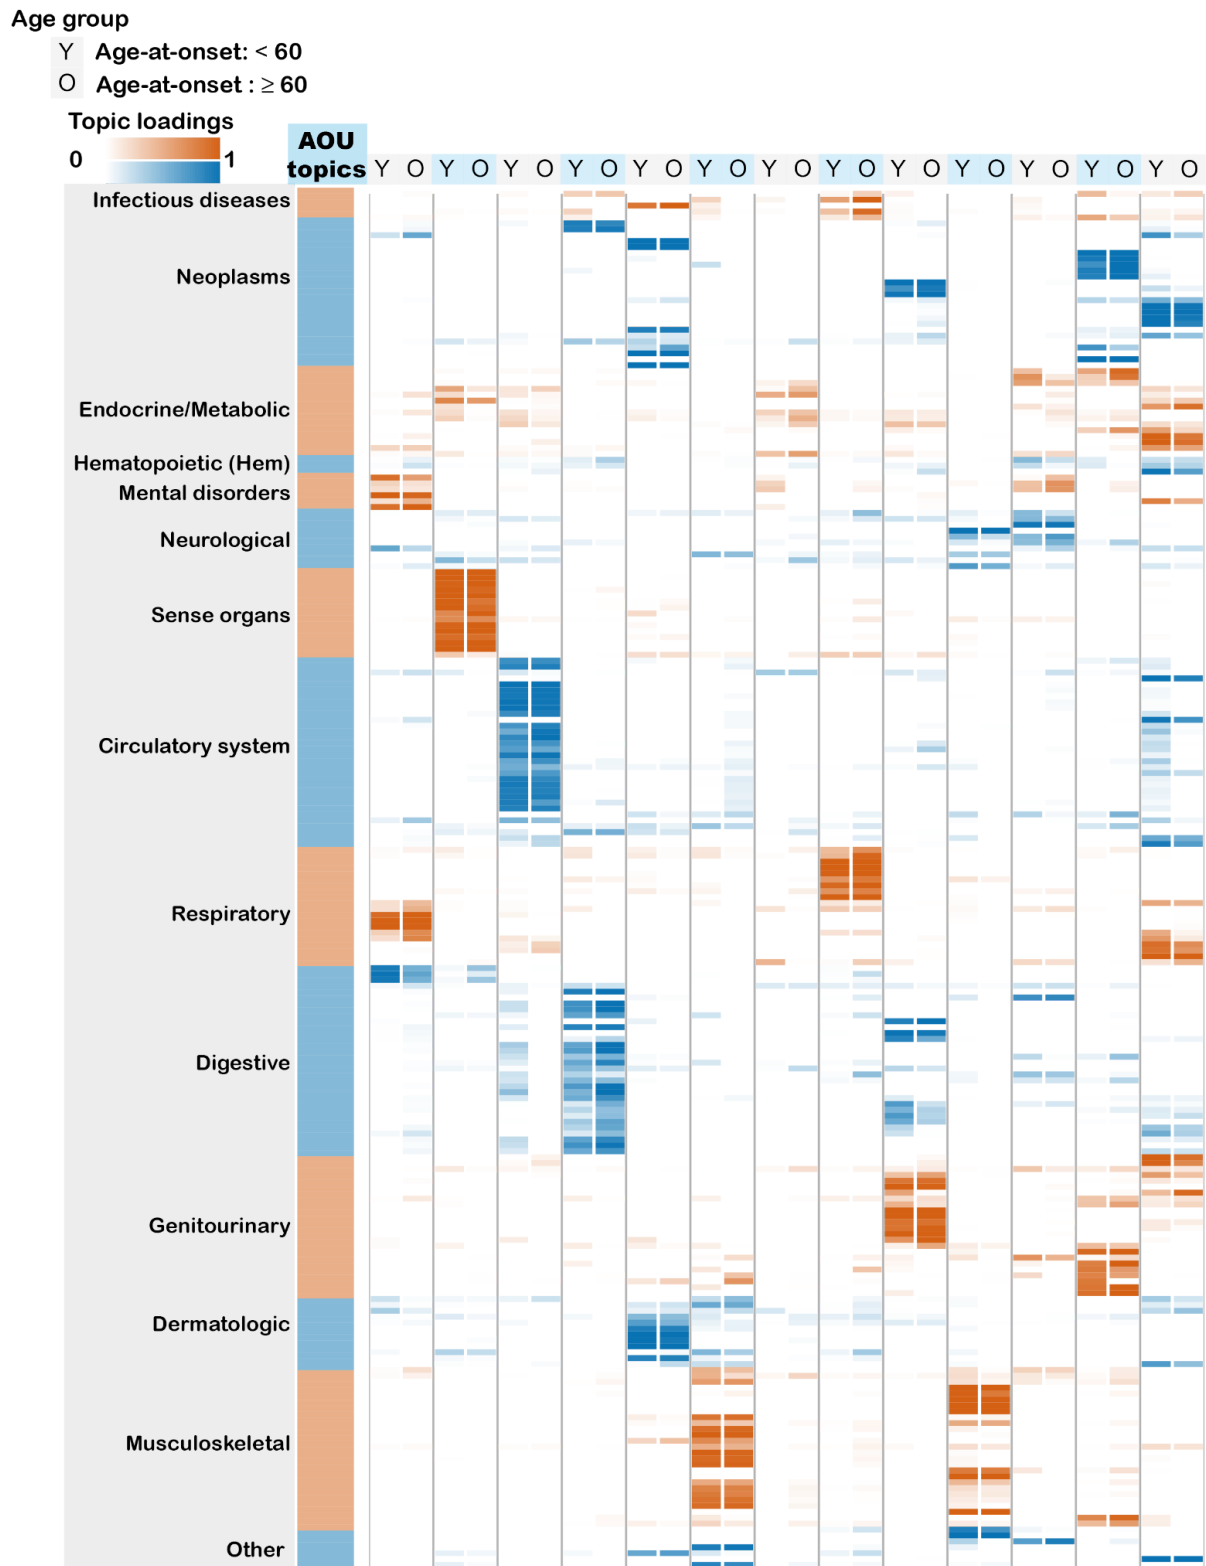 Age group
Y Age-at-onset: < 60
O Age-at-onset : ≥ 60
Topic loadings
0 1
AOU
topics Y O Y O Y O Y O Y O Y O Y O Y O Y O Y O Y O Y O Y O
Infectious diseases
Neoplasms
Endocrine/Metabolic
Hematopoietic (Hem)
Mental disorders
Neurological
Sense organs
Circulatory system
Respiratory
Digestive
Genitourinary
Dermatologic
Musculoskeletal
Other